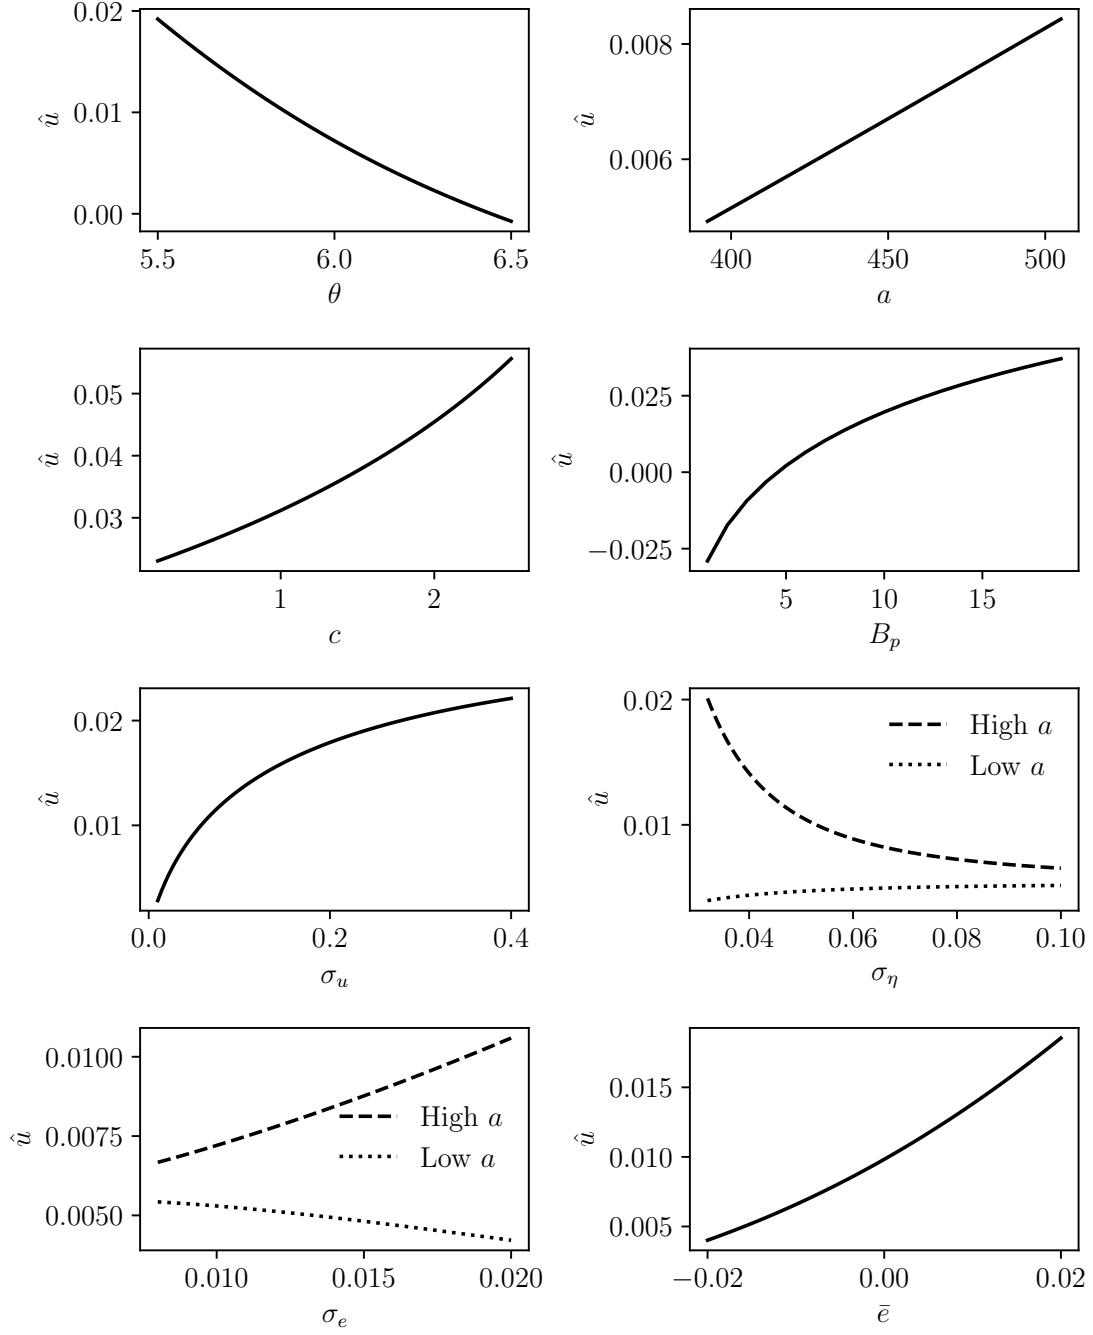 0.02
0.01
0.00
û
5.5 6.0 6.5
θ
0.008
0.006
û
400 450 500
a
0.05
0.04
0.03
û
1 2
c
0.025
0.000
−0.025
û
5 10 15
B_p
0.02
0.01
û
0.0 0.2 0.4
σ_u
0.02
0.01
û
High a
Low a
0.04 0.06 0.08 0.10
σ_η
0.0100
0.0075
0.0050
û
High a
Low a
0.010 0.015 0.020
σ_e
0.015
0.010
0.005
û
−0.02 0.00 0.02
ē